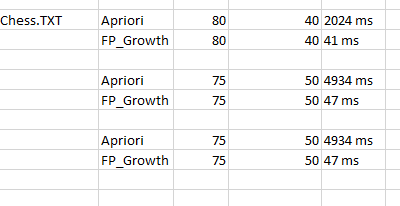 Chess.TXT Apriori 80 40 2024 ms
FP_Growth 80 40 41 ms
Apriori 75 50 4934 ms
FP_Growth 75 50 47 ms
Apriori 75 50 4934 ms
FP_Growth 75 50 47 ms